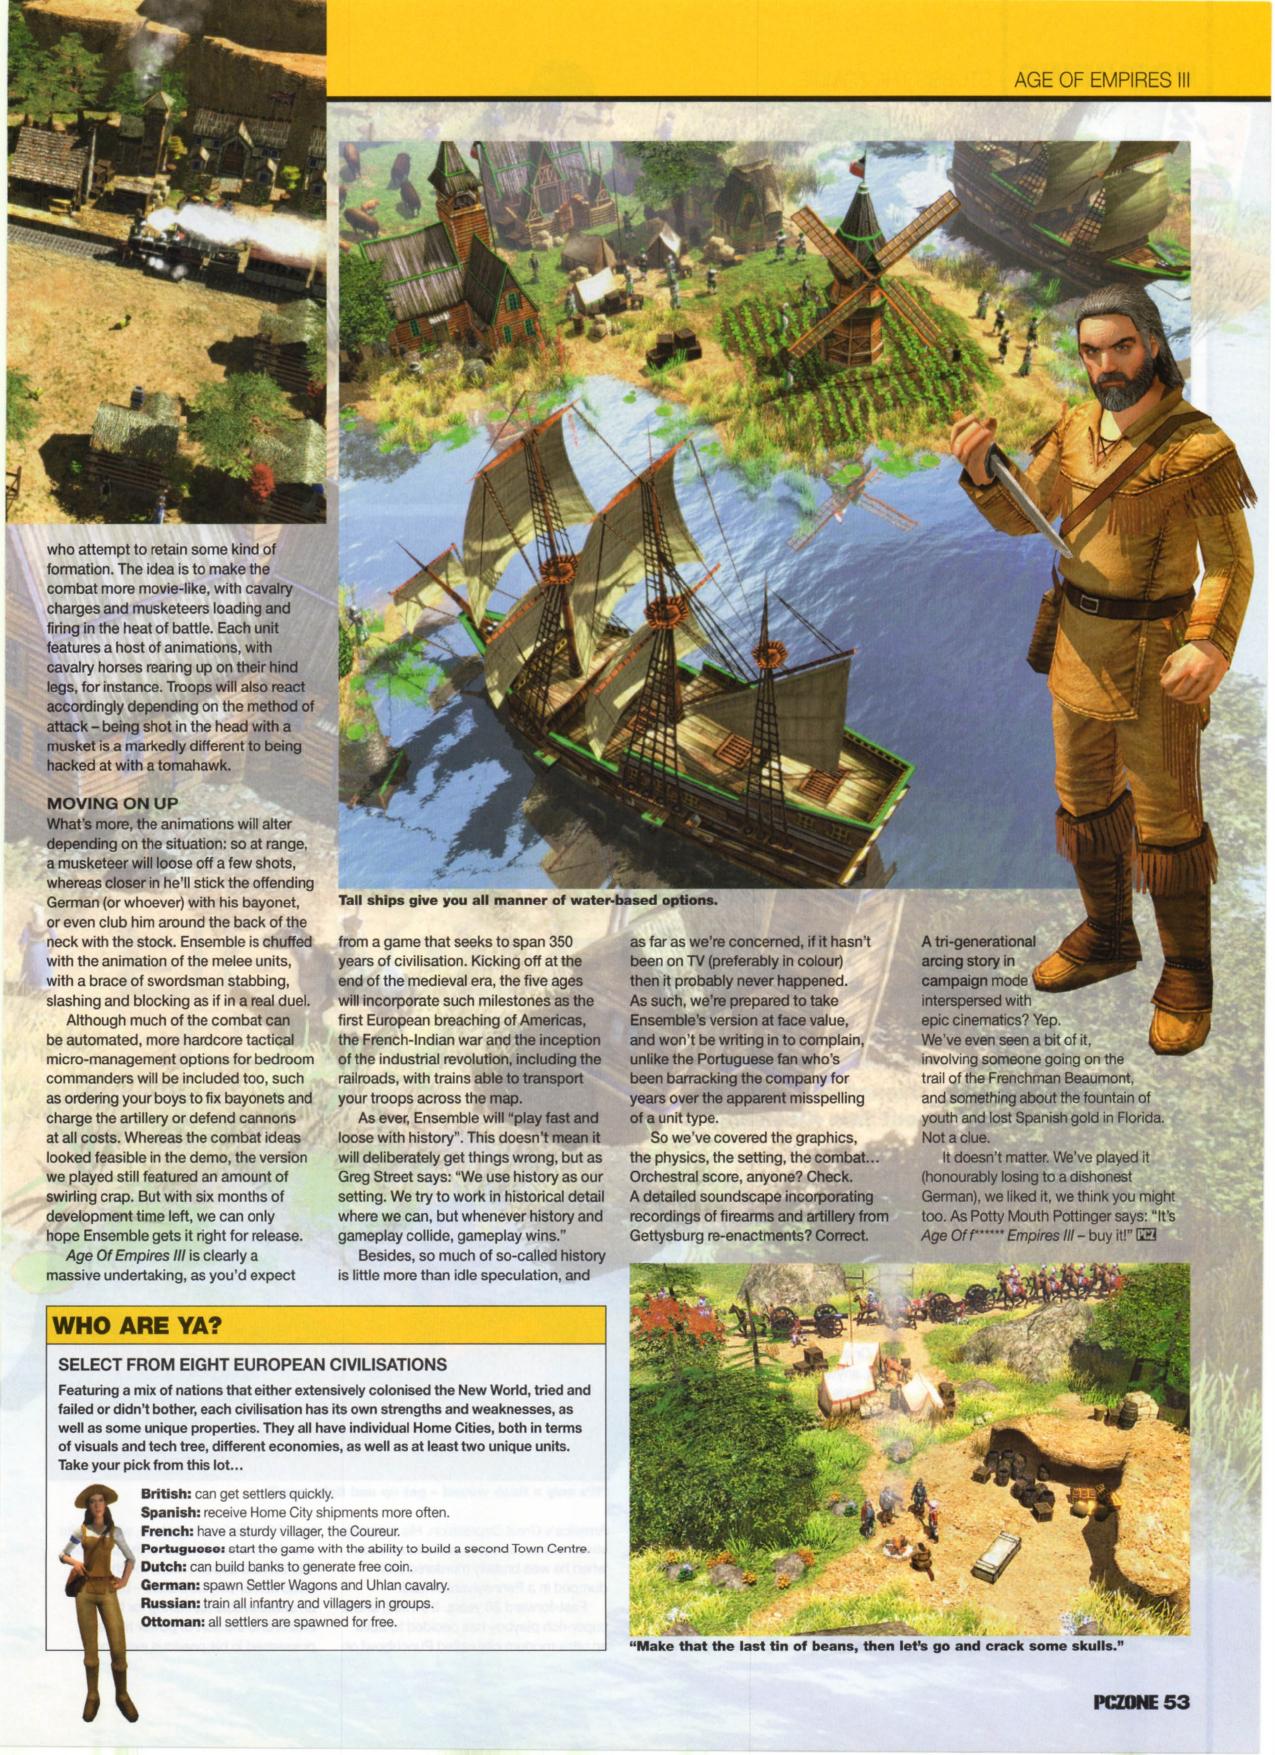 AGE OF EMPIRES III
who attempt to retain some kind of
formation. The idea is to make the
combat more movie-like, with cavalry
charges and musketeers loading and
firing in the heat of battle. Each unit
features a host of animations, with
cavalry horses rearing up on their hind
legs, for instance. Troops will also react
accordingly depending on the method of
attack – being shot in the head with a
musket is a markedly different to being
hacked at with a tomahawk.
MOVING ON UP
What's more, the animations will alter
depending on the situation: so at range,
a musketeer will loose off a few shots,
whereas closer in he'll stick the offending
German (or whoever) with his bayonet,
or even club him around the back of the
neck with the stock. Ensemble is chuffed
with the animation of the melee units,
with a brace of swordsman stabbing,
slashing and blocking as if in a real duel.
Although much of the combat can
be automated, more hardcore tactical
micro-management options for bedroom
commanders will be included too, such
as ordering your boys to fix bayonets and
charge the artillery or defend cannons
at all costs. Whereas the combat ideas
looked feasible in the demo, the version
we played still featured an amount of
swirling crap. But with six months of
development time left, we can only
hope Ensemble gets it right for release.
Age Of Empires III is clearly a
massive undertaking, as you'd expect
Tall ships give you all manner of water-based options.
from a game that seeks to span 350
years of civilisation. Kicking off at the
end of the medieval era, the five ages
will incorporate such milestones as the
first European breaching of Americas,
the French-Indian war and the inception
of the industrial revolution, including the
railroads, with trains able to transport
your troops across the map.
As ever, Ensemble will “play fast and
loose with history”. This doesn't mean it
will deliberately get things wrong, but as
Greg Street says: “We use history as our
setting. We try to work in historical detail
where we can, but whenever history and
gameplay collide, gameplay wins.”
Besides, so much of so-called history
is little more than idle speculation, and
as far as we're concerned, if it hasn't
been on TV (preferably in colour)
then it probably never happened.
As such, we're prepared to take
Ensemble's version at face value,
and won't be writing in to complain,
unlike the Portuguese fan who's
been barracking the company for
years over the apparent misspelling
of a unit type.
So we've covered the graphics,
the physics, the setting, the combat...
Orchestral score, anyone? Check.
A detailed soundscape incorporating
recordings of firearms and artillery from
Gettysburg re-enactments? Correct.
A tri-generational
arcing story in
campaign mode
interspersed with
epic cinematics? Yep.
We've even seen a bit of it,
involving someone going on the
trail of the Frenchman Beaumont,
and something about the fountain of
youth and lost Spanish gold in Florida.
Not a clue.
It doesn't matter. We've played it
(honourably losing to a dishonest
German), we liked it, we think you might
too. As Potty Mouth Pottinger says: “It's
Age Of f****** Empires III – buy it!” PCZ
WHO ARE YA?
SELECT FROM EIGHT EUROPEAN CIVILISATIONS
Featuring a mix of nations that either extensively colonised the New World, tried and
failed or didn't bother, each civilisation has its own strengths and weaknesses, as
well as some unique properties. They all have individual Home Cities, both in terms
of visuals and tech tree, different economies, as well as at least two unique units.
Take your pick from this lot...
British: can get settlers quickly.
Spanish: receive Home City shipments more often.
French: have a sturdy villager, the Coureur.
Portuguese: start the game with the ability to build a second Town Centre.
Dutch: can build banks to generate free coin.
German: spawn Settler Wagons and Uhlan cavalry.
Russian: train all infantry and villagers in groups.
Ottoman: all settlers are spawned for free.
“Make that the last tin of beans, then let's go and crack some skulls.”
PCZONE 53